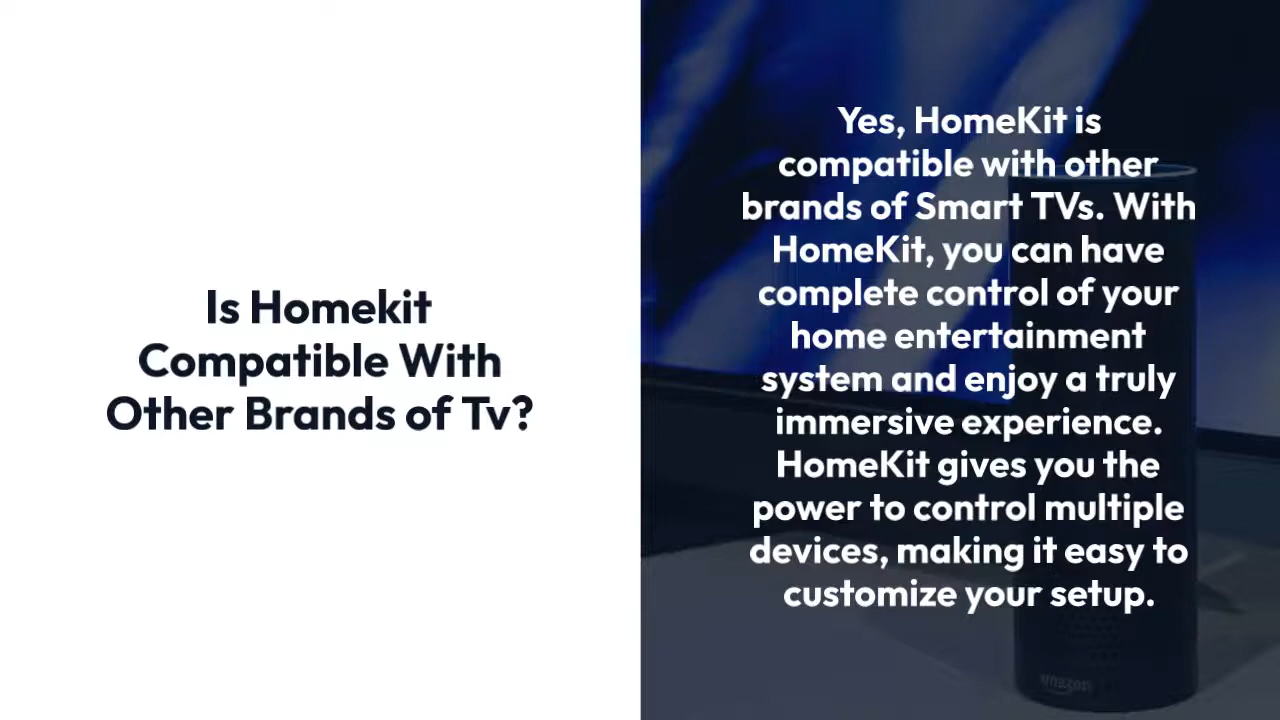 Is Homekit
Compatible With
Other Brands of Tv?
Yes, HomeKit is
compatible with other
brands of Smart TVs. With
HomeKit, you can have
complete control of your
home entertainment
system and enjoy a truly
immersive experience.
HomeKit gives you the
power to control multiple
devices, making it easy to
customize your setup.
amazon